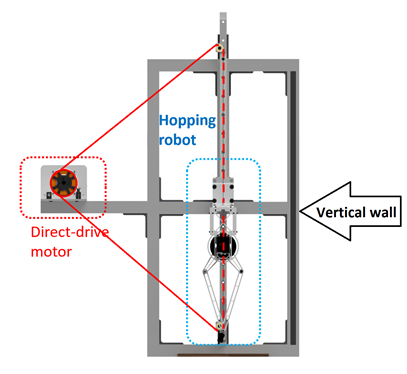 Hopping
robot
Vertical wall
Direct-drive
motor